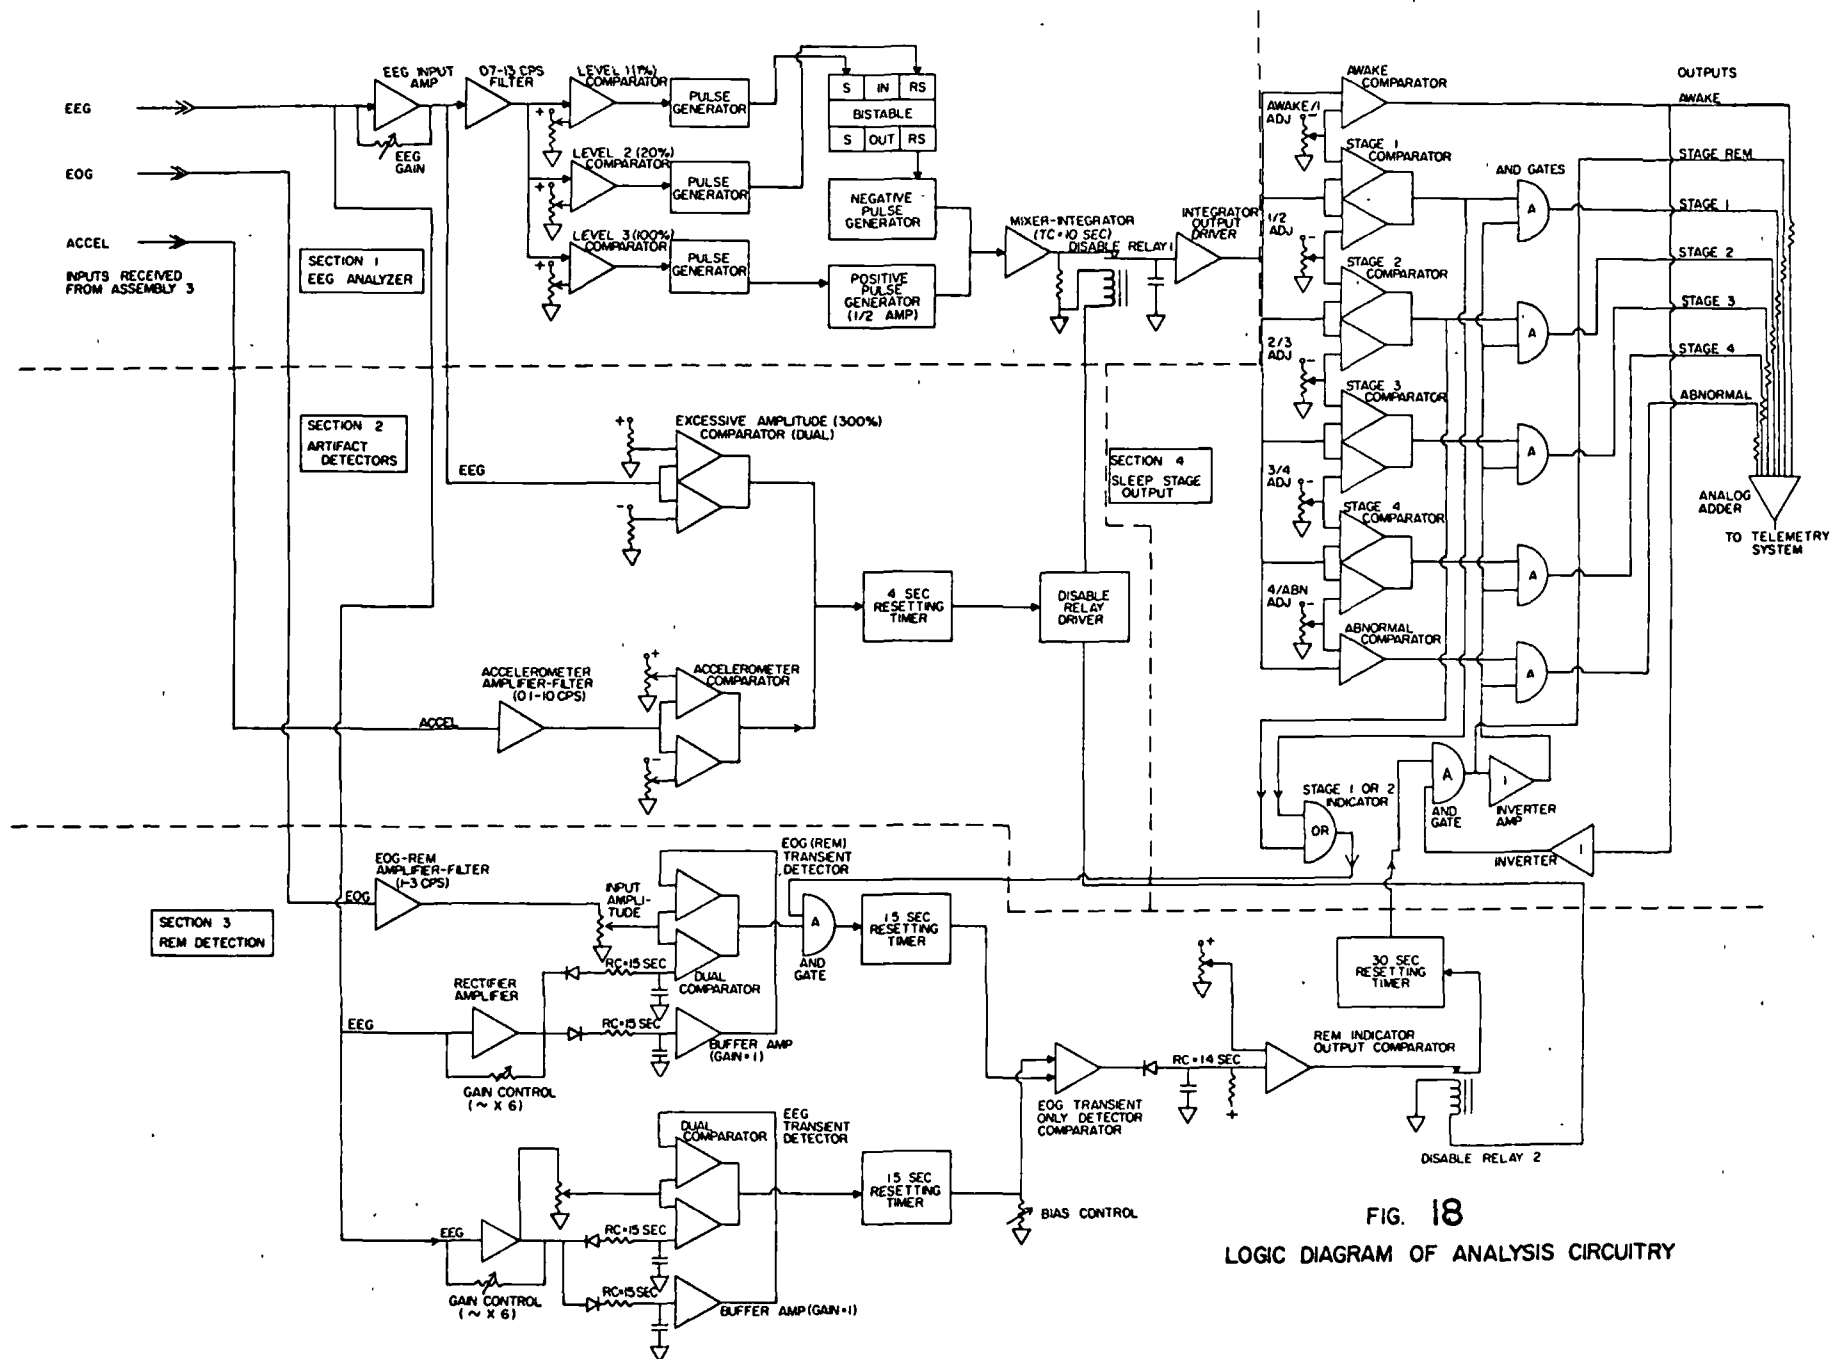 EEG
EOG
ACCEL
INPUTS RECEIVED
FROM ASSEMBLY 3
EEG INPUT
AMP
EEG
GAIN
0.7-13 CPS
FILTER
LEVEL 1 (1%)
COMPARATOR
LEVEL 2 (20%)
COMPARATOR
LEVEL 3 (100%)
COMPARATOR
PULSE
GENERATOR
PULSE
GENERATOR
PULSE
GENERATOR
S IN RS
BISTABLE
S OUT RS
NEGATIVE
PULSE
GENERATOR
POSITIVE
PULSE
GENERATOR
(1/2 AMP)
MIXER-INTEGRATOR
(TC=10 SEC)
DISABLE RELAY 1
INTEGRATOR
OUTPUT
DRIVER
SECTION 1
EEG ANALYZER
AWAKE
COMPARATOR
AWAKE/1
ADJ
STAGE 1
COMPARATOR
1/2
ADJ
STAGE 2
COMPARATOR
2/3
ADJ
STAGE 3
COMPARATOR
3/4
ADJ
STAGE 4
COMPARATOR
4/ABN
ADJ
ABNORMAL
COMPARATOR
AND GATES
A
A
A
A
A
OUTPUTS
AWAKE
STAGE REM
STAGE 1
STAGE 2
STAGE 3
STAGE 4
ABNORMAL
ANALOG
ADDER
TO TELEMETRY
SYSTEM
SECTION 2
ARTIFACT
DETECTORS
EEG
EXCESSIVE AMPLITUDE (300%)
COMPARATOR (DUAL)
SECTION 4
SLEEP STAGE
OUTPUT
4 SEC
RESETTING
TIMER
DISABLE
RELAY
DRIVER
ACCEL
ACCELEROMETER
AMPLIFIER-FILTER
(0.1-10 CPS)
ACCELEROMETER
COMPARATOR
STAGE 1 OR 2
INDICATOR
OR
A
AND
GATE
1
INVERTER
AMP
INVERTER
1
SECTION 3
REM DETECTION
EOG-REM
AMPLIFIER-FILTER
(1-3 CPS)
EOG
INPUT
AMPLI-
TUDE
EOG (REM)
TRANSIENT
DETECTOR
A
AND
GATE
15 SEC
RESETTING
TIMER
RC=15 SEC
DUAL
COMPARATOR
RECTIFIER
AMPLIFIER
EEG
RC=15 SEC
BUFFER AMP
(GAIN=1)
GAIN CONTROL
(~ X 6)
30 SEC
RESETTING
TIMER
REM INDICATOR
OUTPUT COMPARATOR
RC=14 SEC
EOG TRANSIENT
ONLY DETECTOR
COMPARATOR
DISABLE RELAY 2
DUAL
COMPARATOR
EEG
TRANSIENT
DETECTOR
15 SEC
RESETTING
TIMER
BIAS CONTROL
EEG
RC=15 SEC
GAIN CONTROL
(~ X 6)
RC=15 SEC
BUFFER AMP (GAIN=1)
FIG. 18
LOGIC DIAGRAM OF ANALYSIS CIRCUITRY